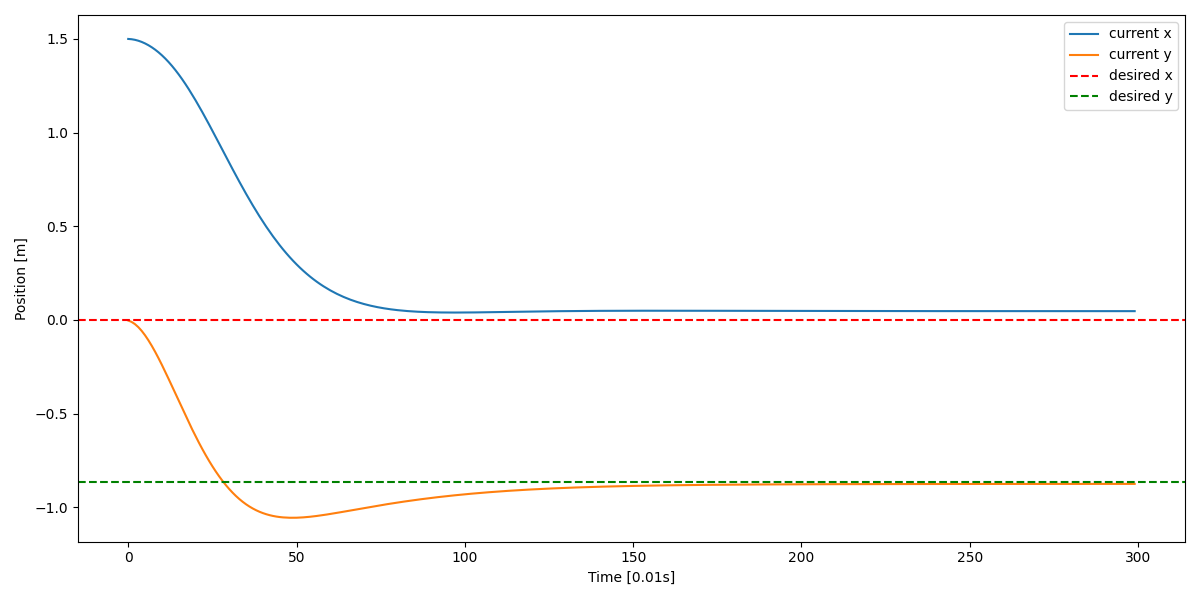 1.5
1.0
0.5
0.0
−0.5
−1.0
Position [m]
0
50
100
150
200
250
300
Time [0.01s]
current x
current y
desired x
desired y